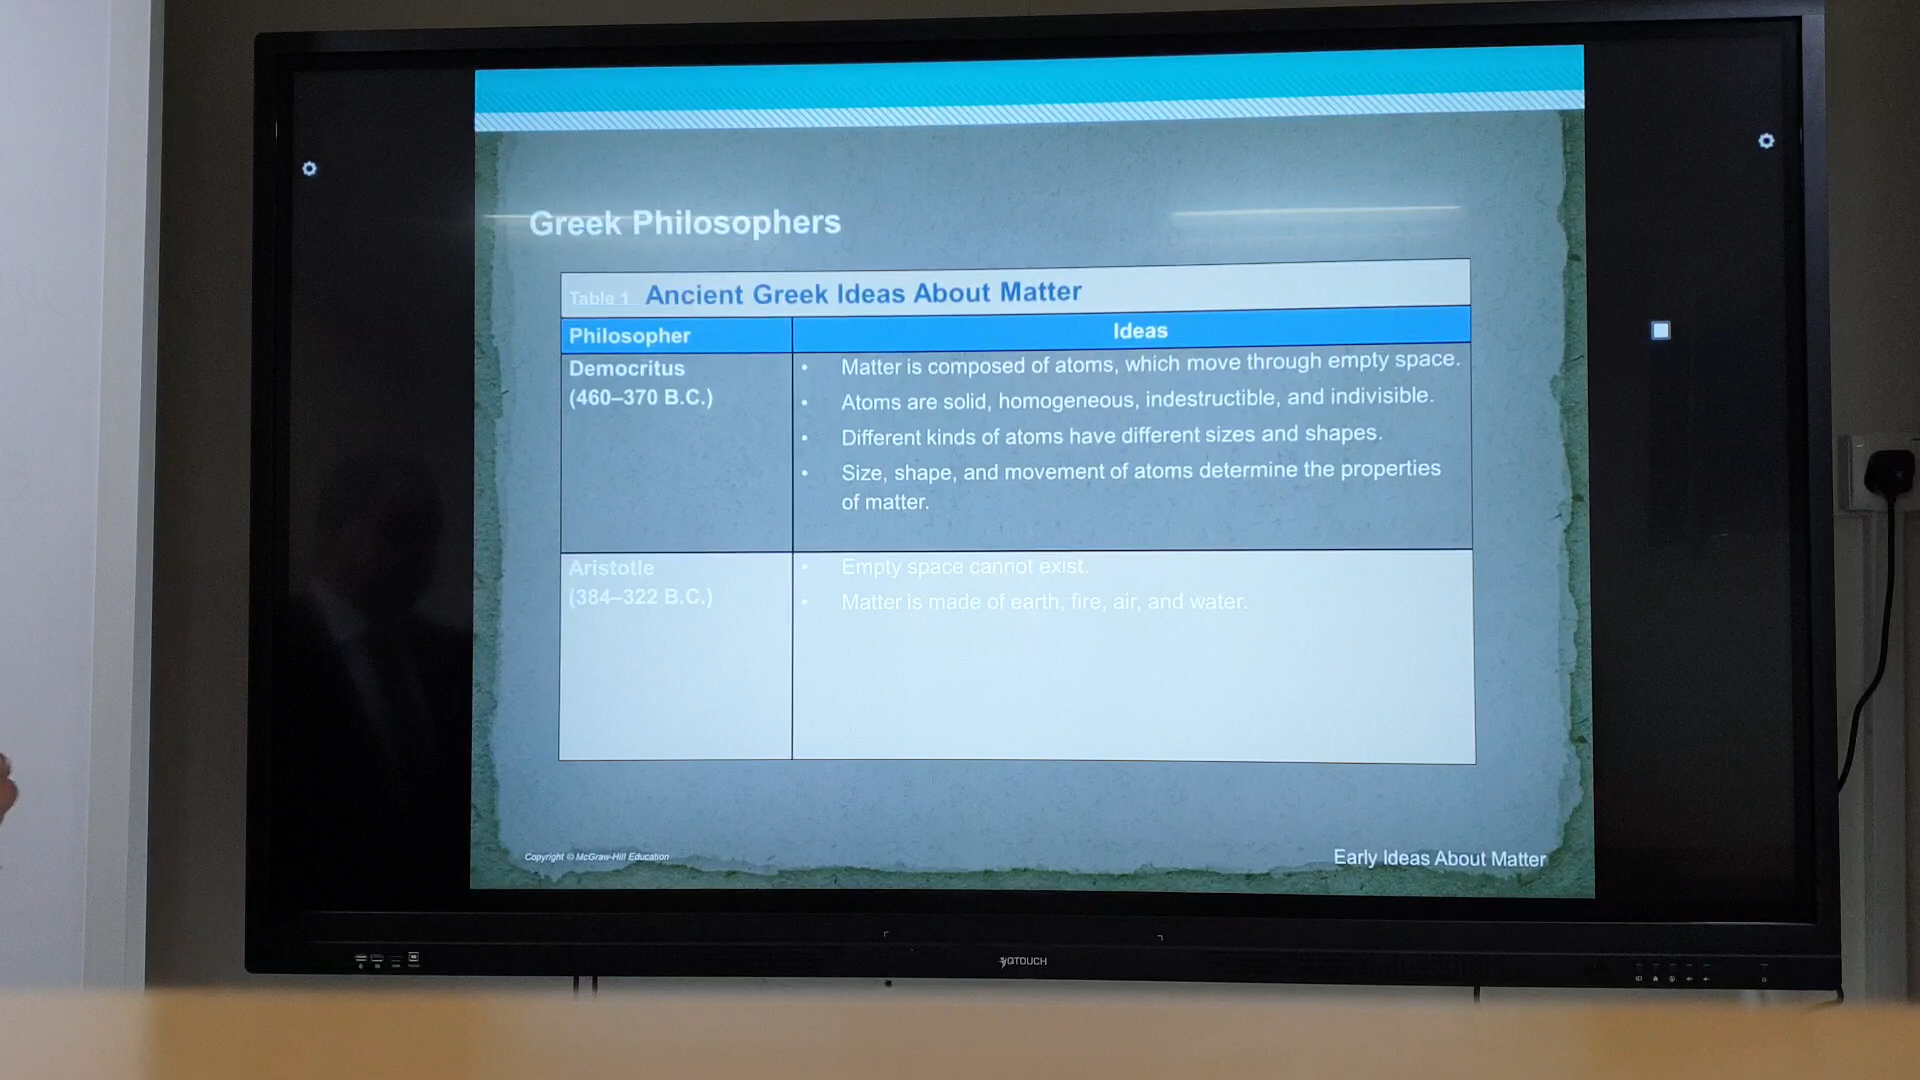 Greek Philosophers
Table 1 Ancient Greek Ideas About Matter
Philosopher Ideas
Democritus
(460–370 B.C.)
• Matter is composed of atoms, which move through empty space.
• Atoms are solid, homogeneous, indestructible, and indivisible.
• Different kinds of atoms have different sizes and shapes.
• Size, shape, and movement of atoms determine the properties
of matter.
Aristotle
(384–322 B.C.)
• Empty space cannot exist.
• Matter is made of earth, fire, air, and water.
Copyright © McGraw-Hill Education
Early Ideas About Matter
QTOUCH